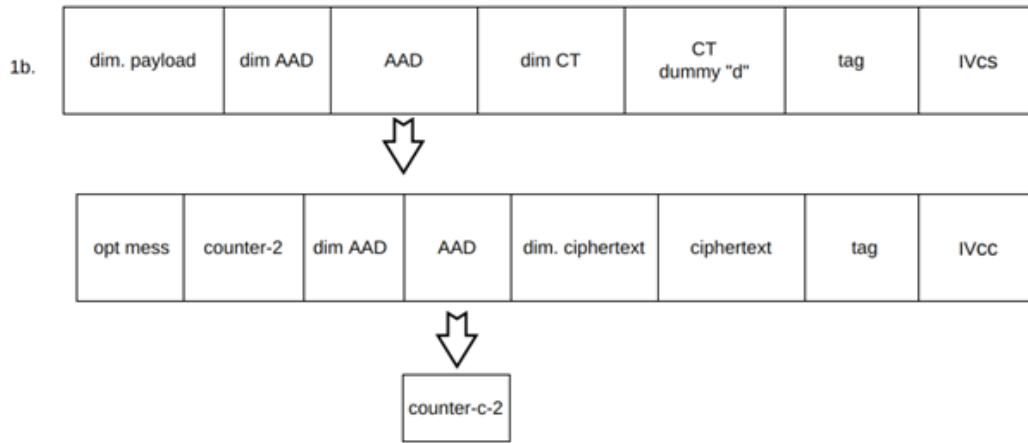 1b.
dim. payload
dim AAD
AAD
dim CT
CT
dummy "d"
tag
IVcs
opt mess
counter-2
dim AAD
AAD
dim. ciphertext
ciphertext
tag
IVcc
counter-c-2